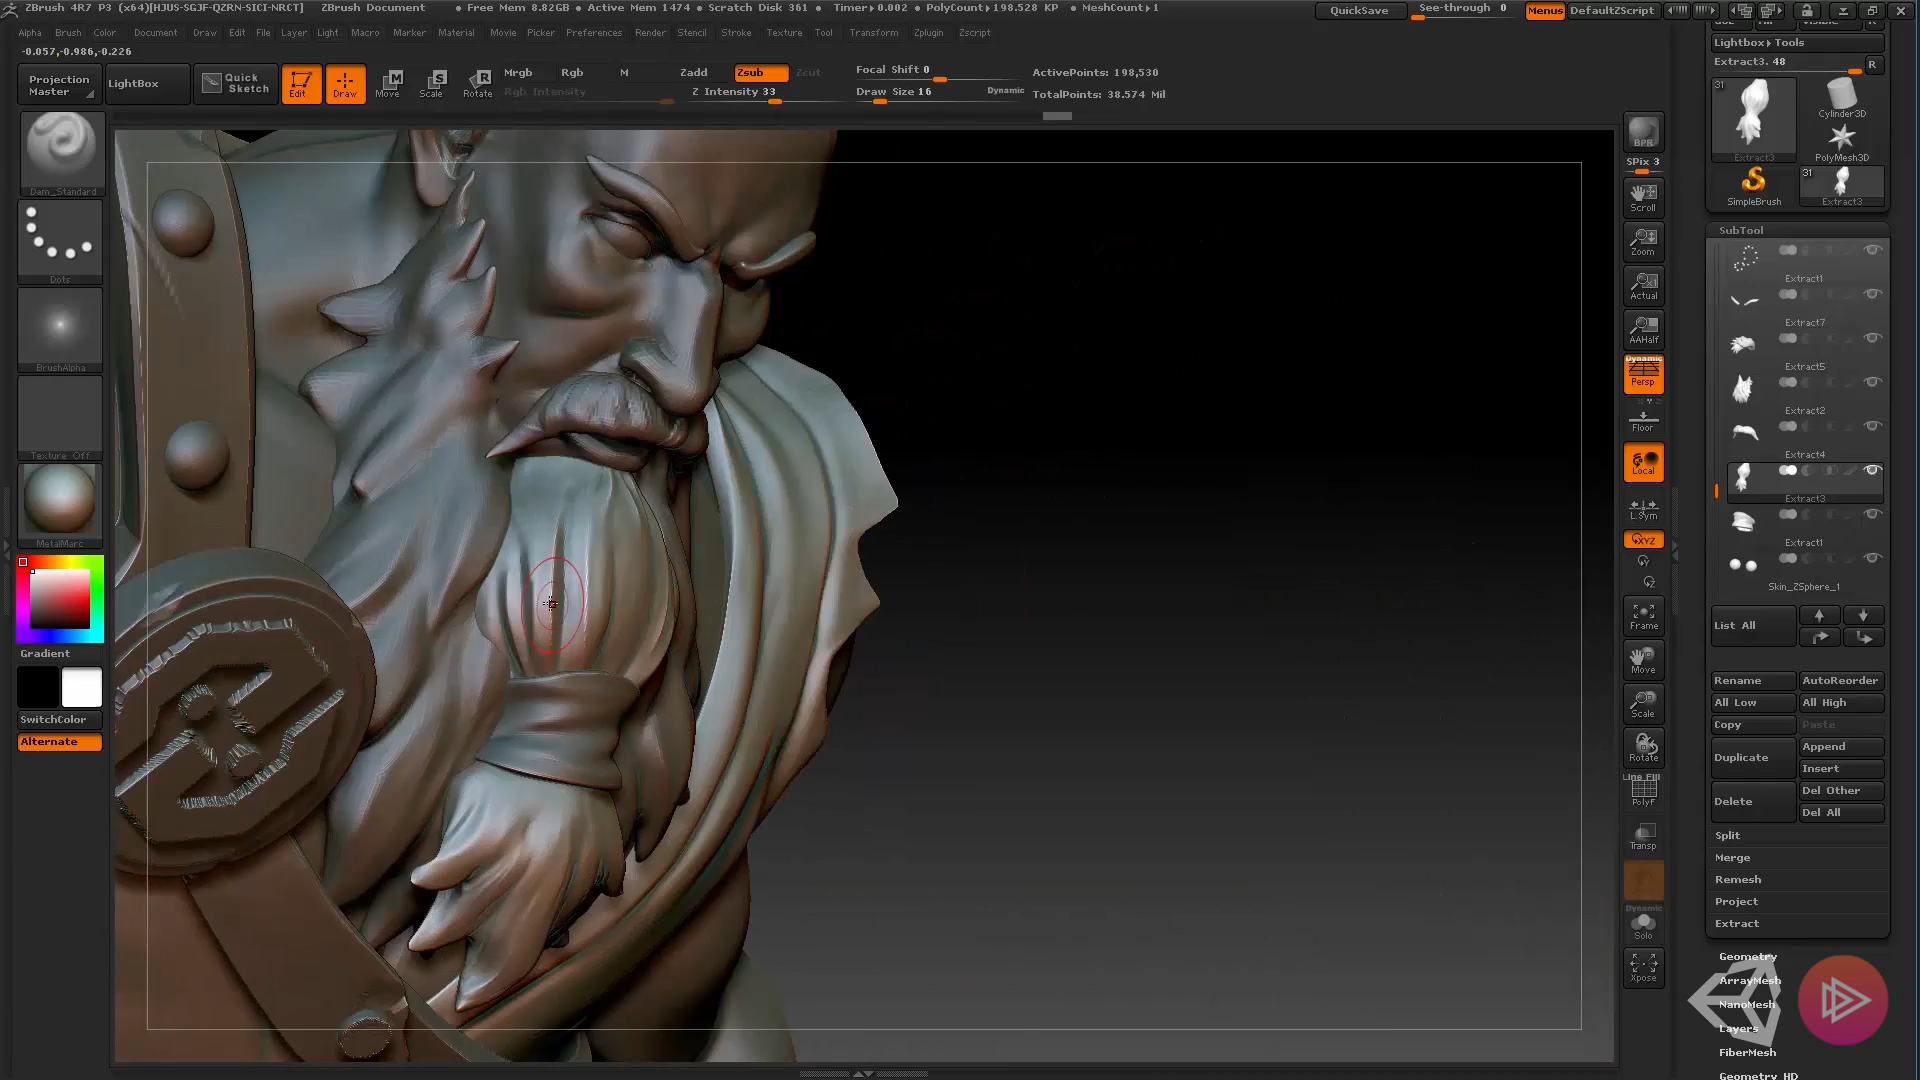 ZBrush 4R7 P3 (x64)[HJUS-SGJF-QZRN-SICI-NRCT] ZBrush Document • Free Mem 8.82GB • Active Mem 1474 • Scratch Disk 361 • Timer▸0.002 • PolyCount▸198.528 KP • MeshCount▸1 QuickSave See-through 0 Menus DefaultZScript
Alpha Brush Color Document Draw Edit File Layer Light Macro Marker Material Movie Picker Preferences Render Stencil Stroke Texture Tool Transform Zplugin Zscript
-0.057,-0.986,-0.226
Projection Master
LightBox
Quick Sketch
Edit
Draw
Move
Scale
Rotate
Mrgb Rgb M Zadd Zsub Zcut
Rgb Intensity
Z Intensity 33
Focal Shift 0
Draw Size 16
Dynamic
ActivePoints: 198,530
TotalPoints: 38.574 Mil
Dam_Standard
Dots
BrushAlpha
Texture Off
MetalMarc
Gradient
SwitchColor
Alternate
BPR
SPix 3
Scroll
Zoom
Actual
AAHalf
Dynamic
Persp
Floor
Local
L.Sym
XYZ
Frame
Move
Scale
Rotate
Line Fill
PolyF
Transp
Dynamic
Solo
Xpose
Lightbox▸Tools
Extract3. 48 R
31
Extract3
Cylinder3D
PolyMesh3D
SimpleBrush
31
Extract3
SubTool
Extract1
Extract7
Extract5
Extract2
Extract4
Extract3
Extract1
Skin_ZSphere_1
List All
Rename AutoReorder
All Low All High
Copy Paste
Duplicate Append
Insert
Delete Del Other
Del All
Split
Merge
Remesh
Project
Extract
Geometry
ArrayMesh
NanoMesh
Layers
FiberMesh
Geometry HD